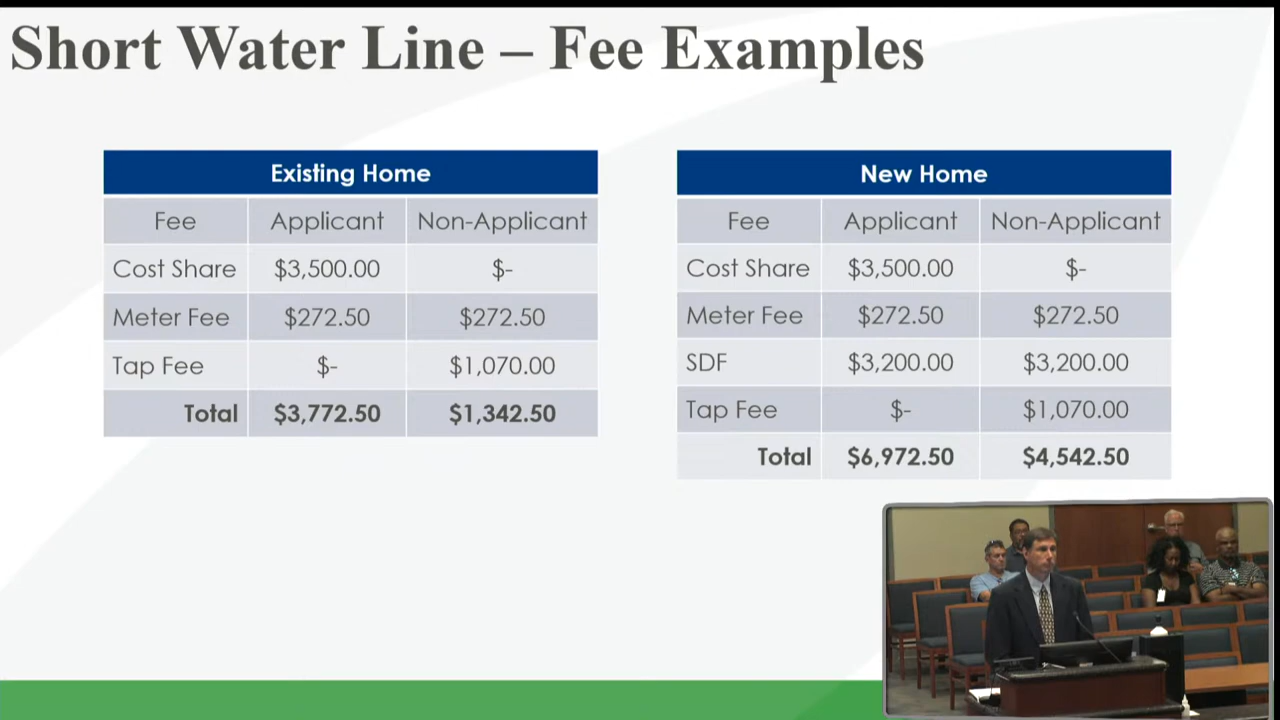 Short Water Line – Fee Examples
Existing Home
Fee Applicant Non-Applicant
Cost Share $3,500.00 $-
Meter Fee $272.50 $272.50
Tap Fee $- $1,070.00
Total $3,772.50 $1,342.50
New Home
Fee Applicant Non-Applicant
Cost Share $3,500.00 $-
Meter Fee $272.50 $272.50
SDF $3,200.00 $3,200.00
Tap Fee $- $1,070.00
Total $6,972.50 $4,542.50